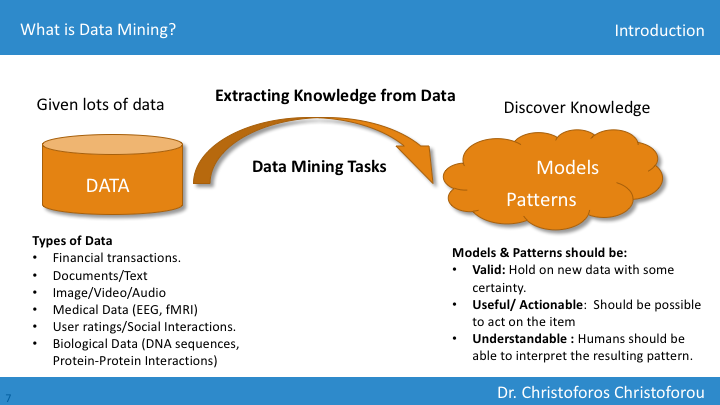 What is Data Mining?
Introduction
Given lots of data
Extracting Knowledge from Data
Discover Knowledge
DATA
Data Mining Tasks
Models
Patterns
Types of Data
• Financial transactions.
• Documents/Text
• Image/Video/Audio
• Medical Data (EEG, fMRI)
• User ratings/Social Interactions.
• Biological Data (DNA sequences,
Protein-Protein Interactions)
Models & Patterns should be:
• Valid: Hold on new data with some
certainty.
• Useful/ Actionable: Should be possible
to act on the item
• Understandable : Humans should be
able to interpret the resulting pattern.
7
Dr. Christoforos Christoforou